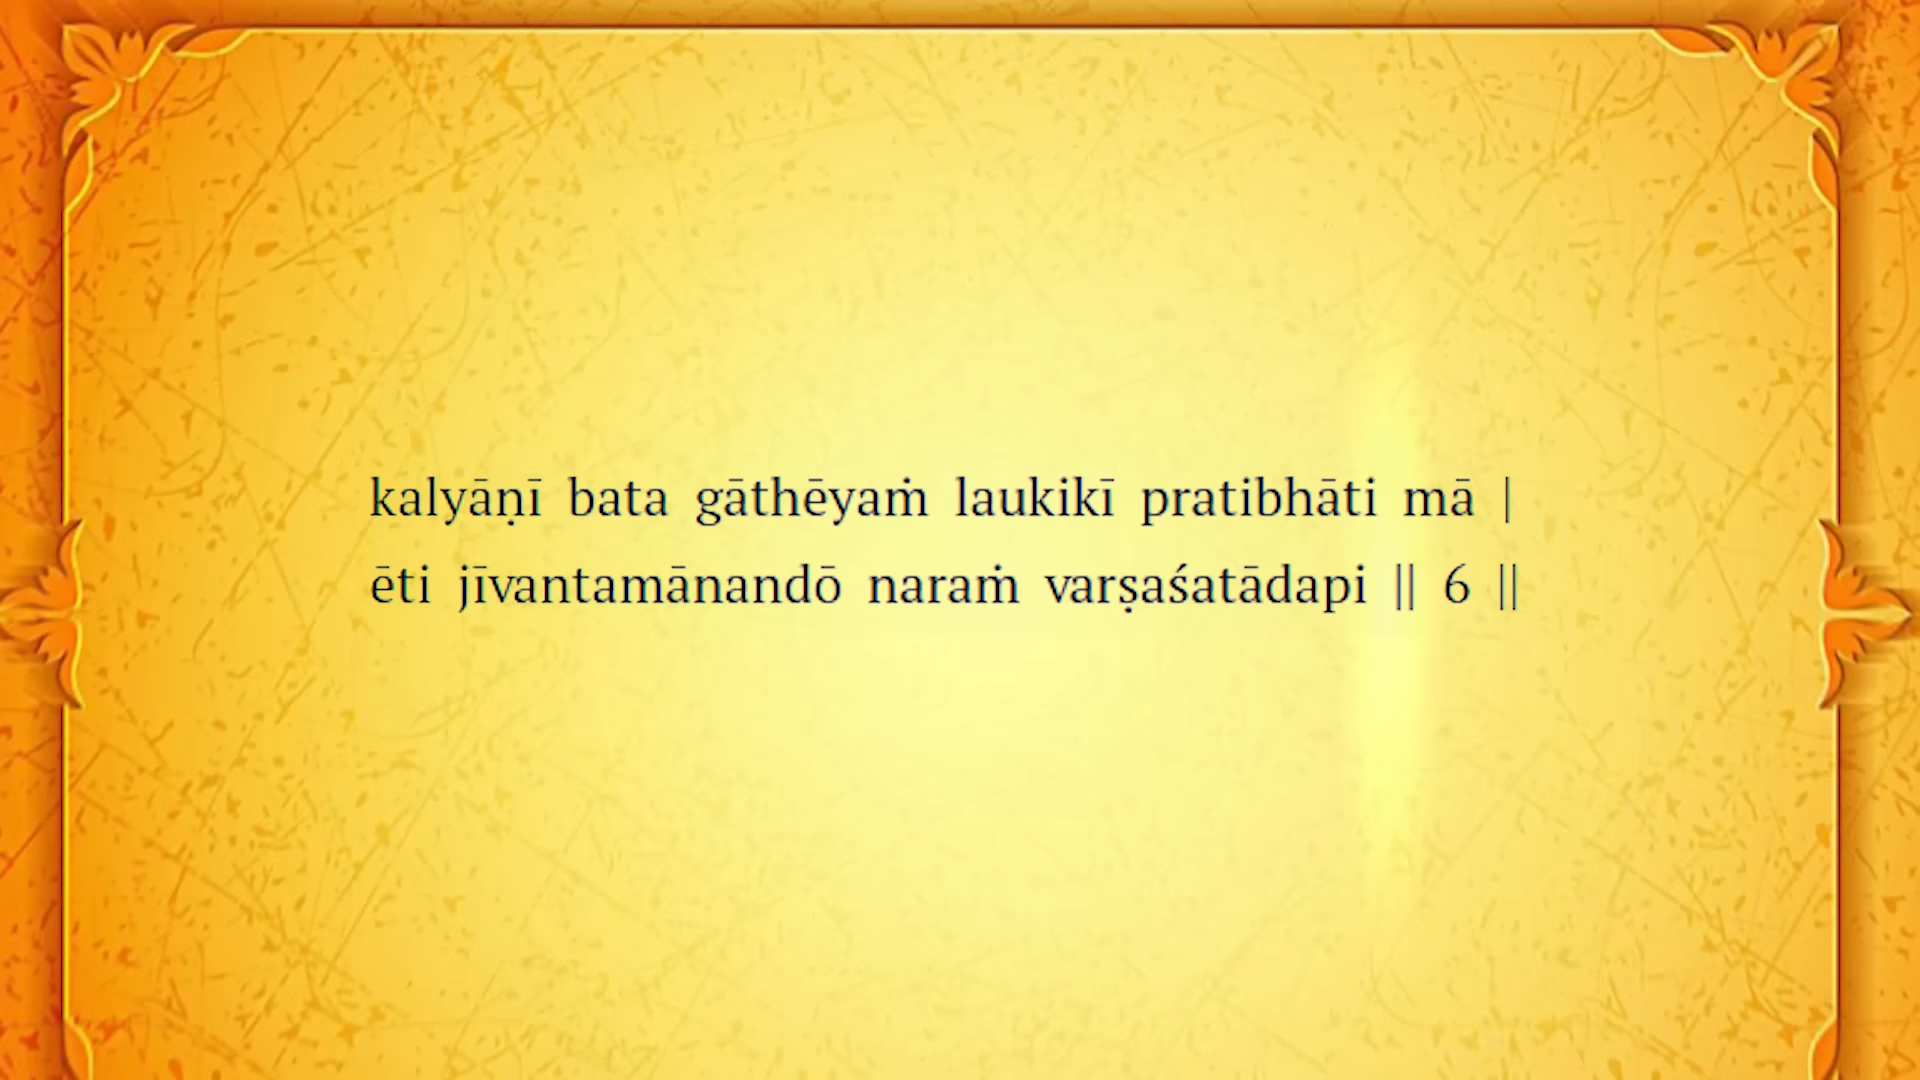 kalyāṇī bata gāthēyaṁ laukikī pratibhāti mā |
ēti jīvantamānandō naraṁ varṣaśatādapi || 6 ||